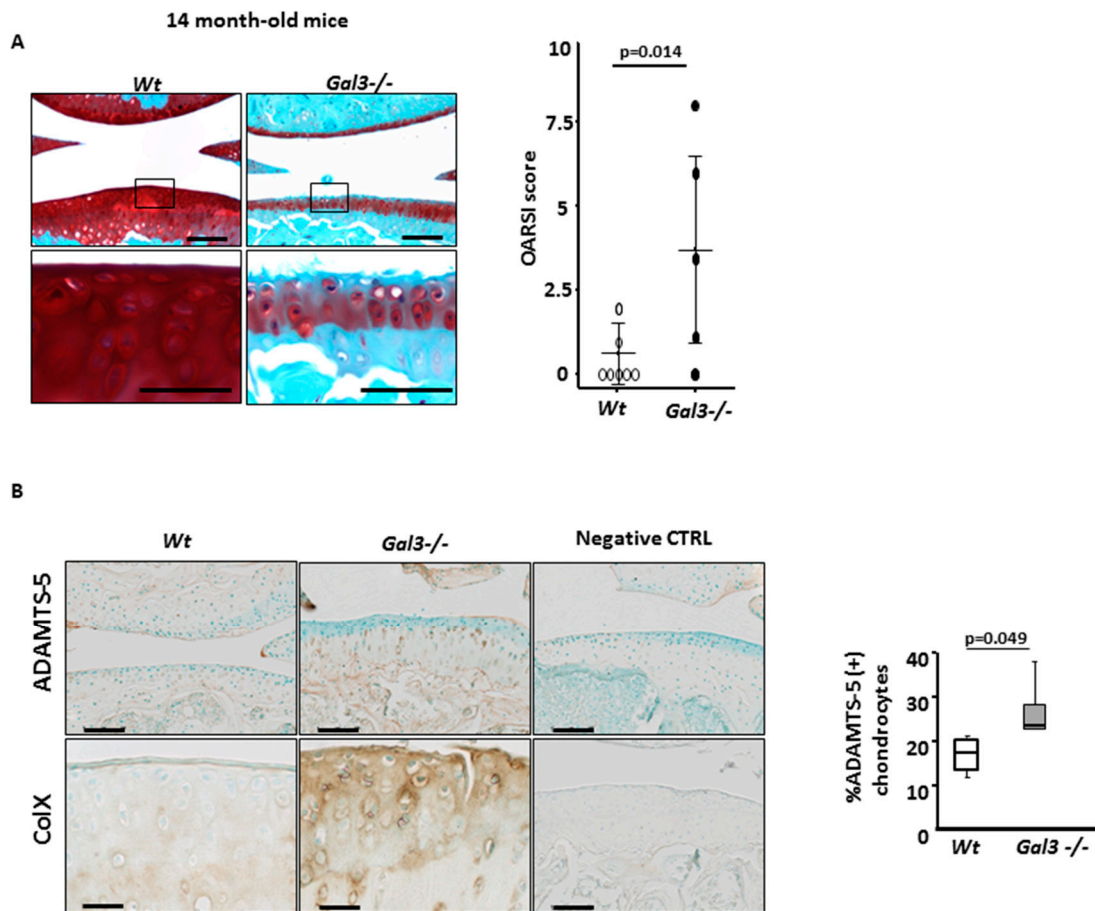 14 month-old mice
A
Wt
Gal3-/-
p=0.014
10
7.5
5
2.5
0
OARSI score
Wt
Gal3-/-
B
Wt
Gal3-/-
Negative CTRL
ADAMTS-5
ColX
p=0.049
40
30
20
10
0
%ADAMTS-5 (+)
chondrocytes
Wt
Gal3 -/-